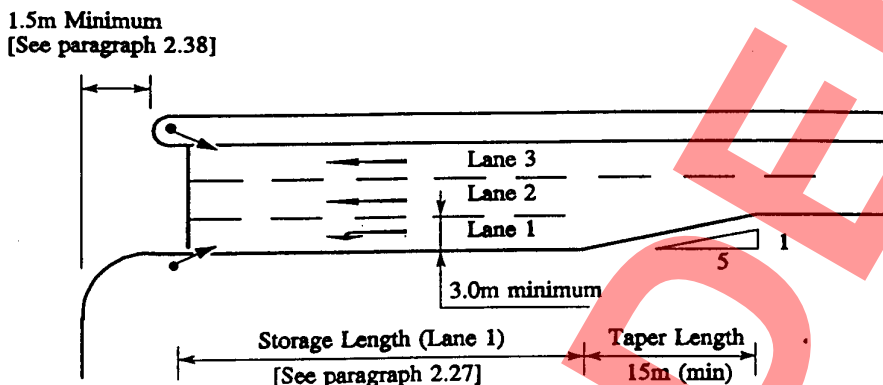 1.5m Minimum
[See paragraph 2.38]
Lane 3
Lane 2
Lane 1
5
1
3.0m minimum
Storage Length (Lane 1)
[See paragraph 2.27]
Taper Length
15m (min)
DE